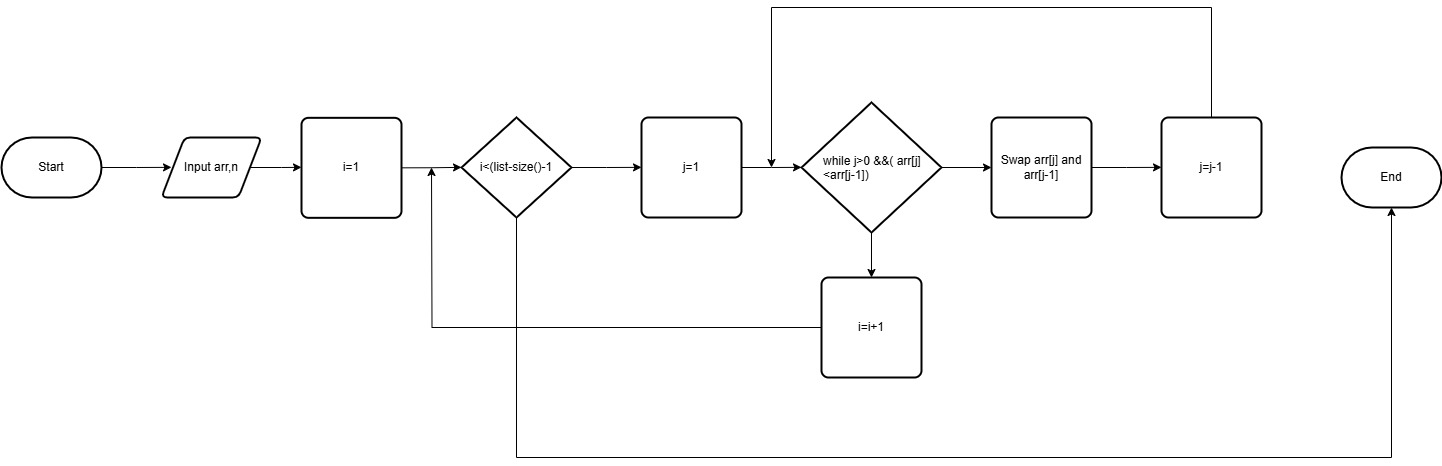 Start
Input arr,n
i=1
i<(list-size()-1
j=1
while j>0 &&( arr[j]
<arr[j-1])
Swap arr[j] and
arr[j-1]
j=j-1
End
i=i+1